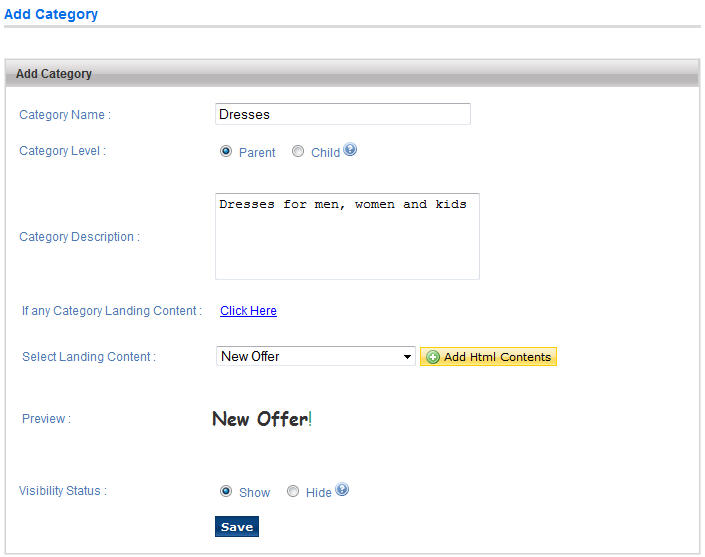 Add Category
Add Category
Category Name : Dresses
Category Level : Parent Child
Category Description : Dresses for men, women and kids
If any Category Landing Content : Click Here
Select Landing Content : New Offer Add Html Contents
Preview : New Offer!
Visibility Status : Show Hide
Save